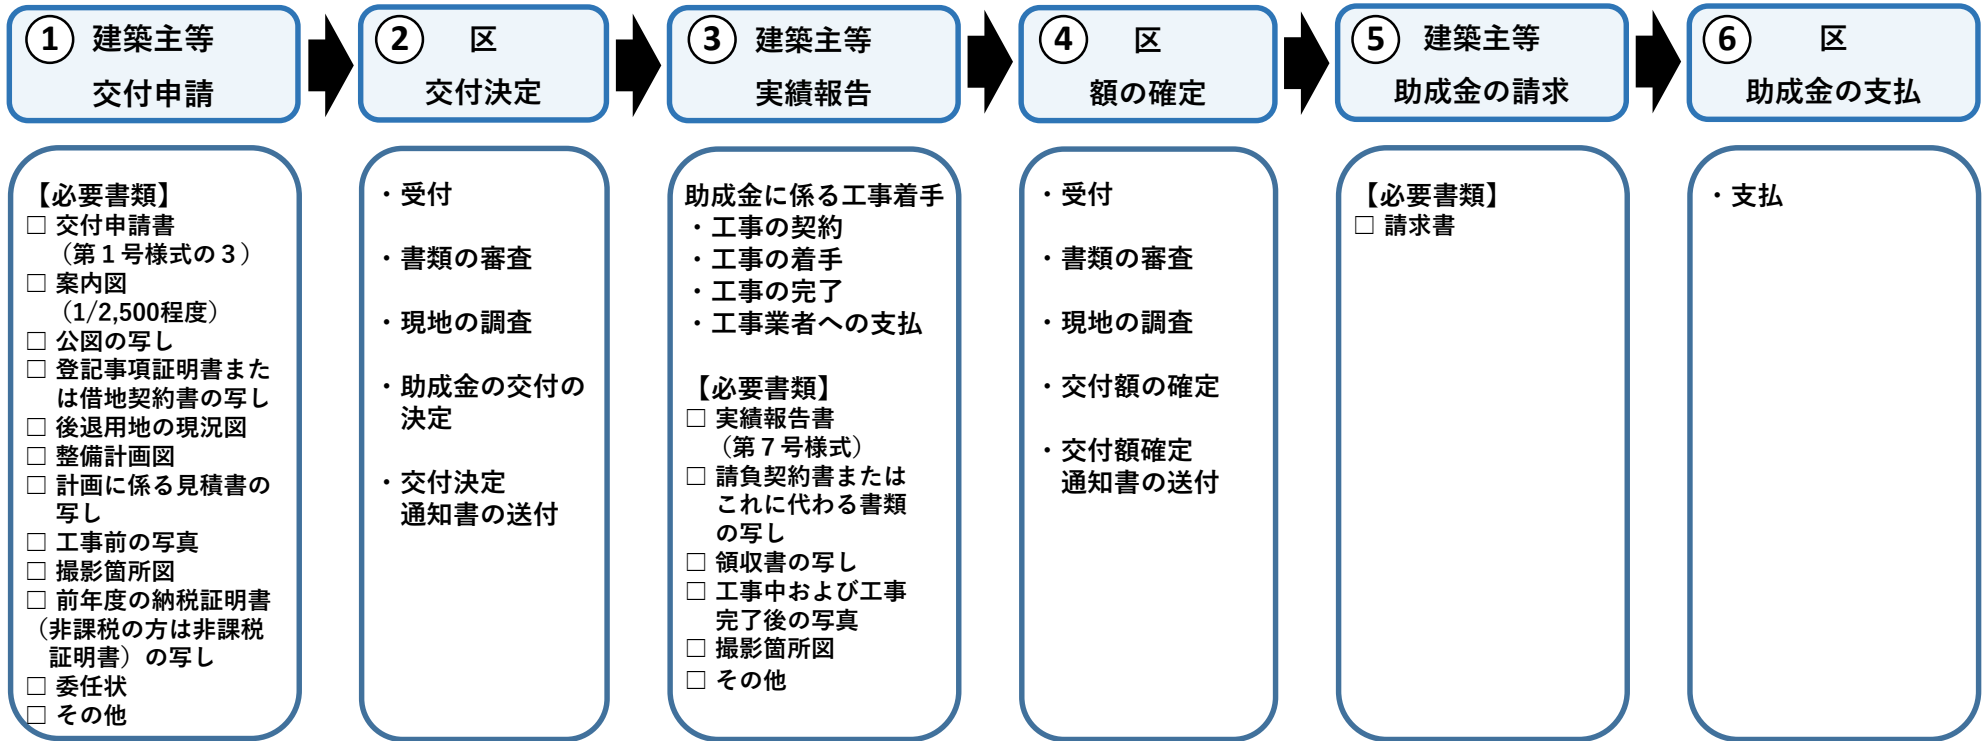 ① 建築主等
交付申請
② 区
交付決定
③ 建築主等
実績報告
④ 区
額の確定
⑤ 建築主等
助成金の請求
⑥ 区
助成金の支払
【必要書類】
□ 交付申請書
（第１号様式の３）
□ 案内図
（1/2,500程度）
□ 公図の写し
□ 登記事項証明書また
は借地契約書の写し
□ 後退用地の現況図
□ 整備計画図
□ 計画に係る見積書の
写し
□ 工事前の写真
□ 撮影箇所図
□ 前年度の納税証明書
（非課税の方は非課税
証明書）の写し
□ 委任状
□ その他
・受付
・書類の審査
・現地の調査
・助成金の交付の
決定
・交付決定
通知書の送付
助成金に係る工事着手
・工事の契約
・工事の着手
・工事の完了
・工事業者への支払
【必要書類】
□ 実績報告書
（第７号様式）
□ 請負契約書または
これに代わる書類
の写し
□ 領収書の写し
□ 工事中および工事
完了後の写真
□ 撮影箇所図
□ その他
・受付
・書類の審査
・現地の調査
・交付額の確定
・交付額確定
通知書の送付
【必要書類】
□ 請求書
・支払